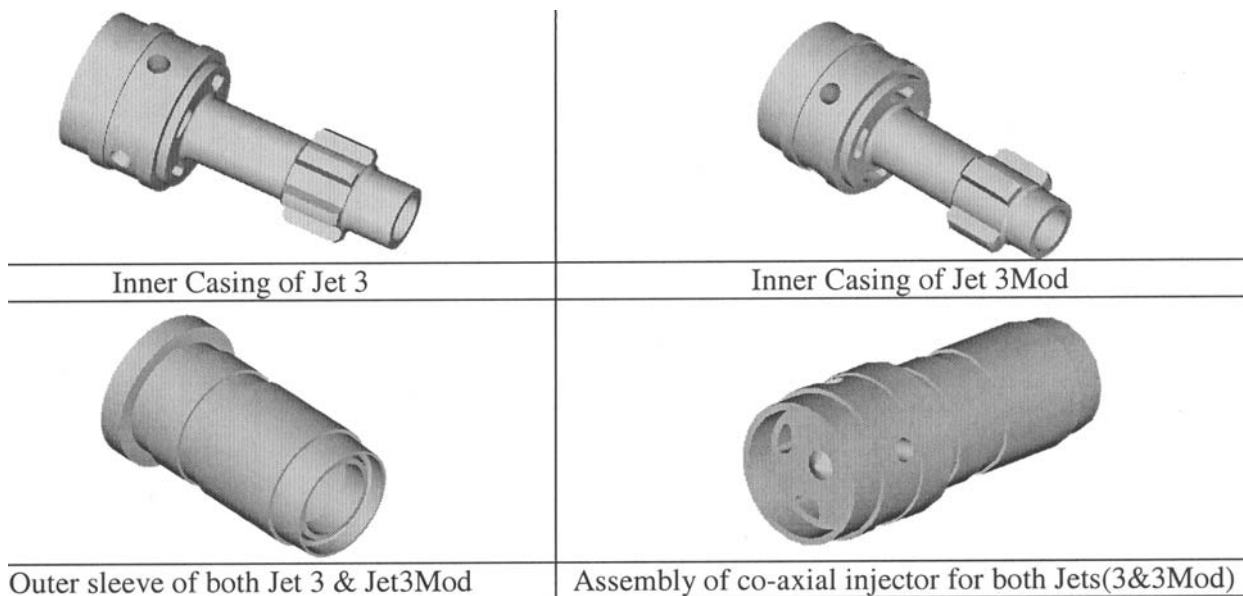 Inner Casing of Jet 3
Inner Casing of Jet 3Mod
Outer sleeve of both Jet 3 & Jet3Mod
Assembly of co-axial injector for both Jets(3&3Mod)